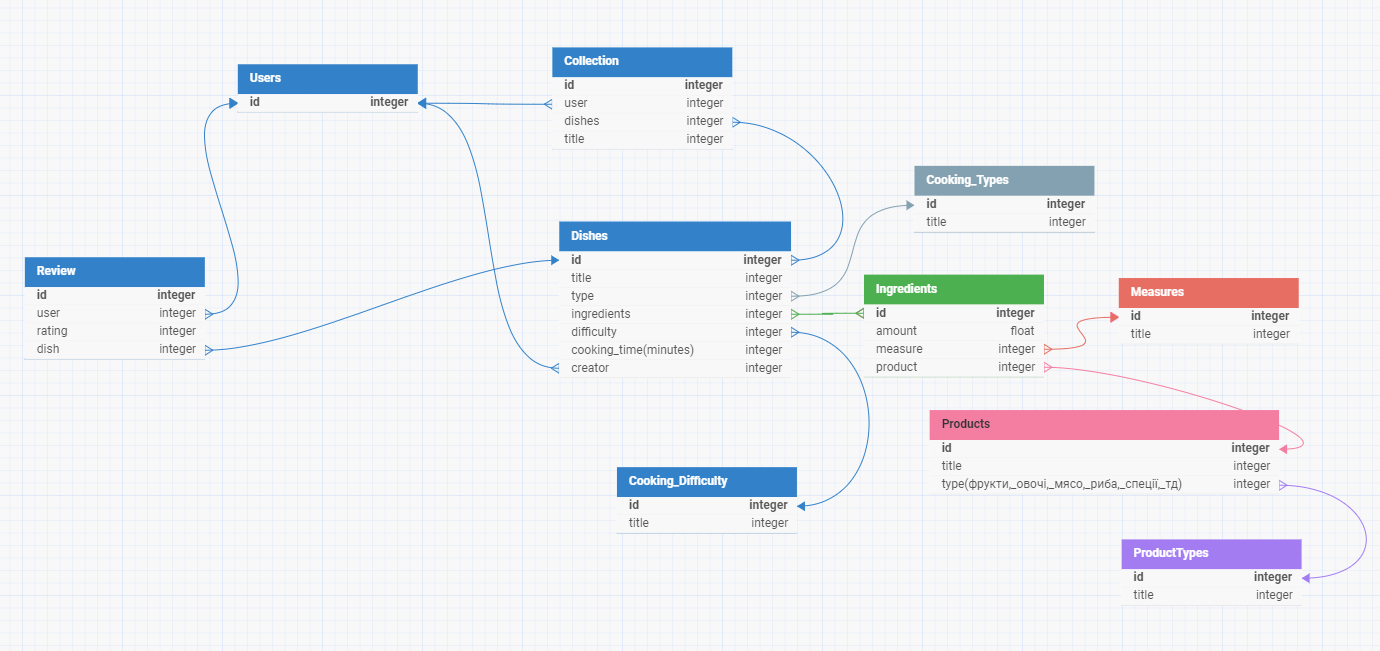 Users
id integer
Collection
id integer
user integer
dishes integer
title integer
Cooking_Types
id integer
title integer
Dishes
id integer
title integer
type integer
ingredients integer
difficulty integer
cooking_time(minutes) integer
creator integer
Review
id integer
user integer
rating integer
dish integer
Ingredients
id integer
amount float
measure integer
product integer
Measures
id integer
title integer
Products
id integer
title integer
type(фрукти,_овочі,_мясо,_риба,_спеції,_тд) integer
Cooking_Difficulty
id integer
title integer
ProductTypes
id integer
title integer